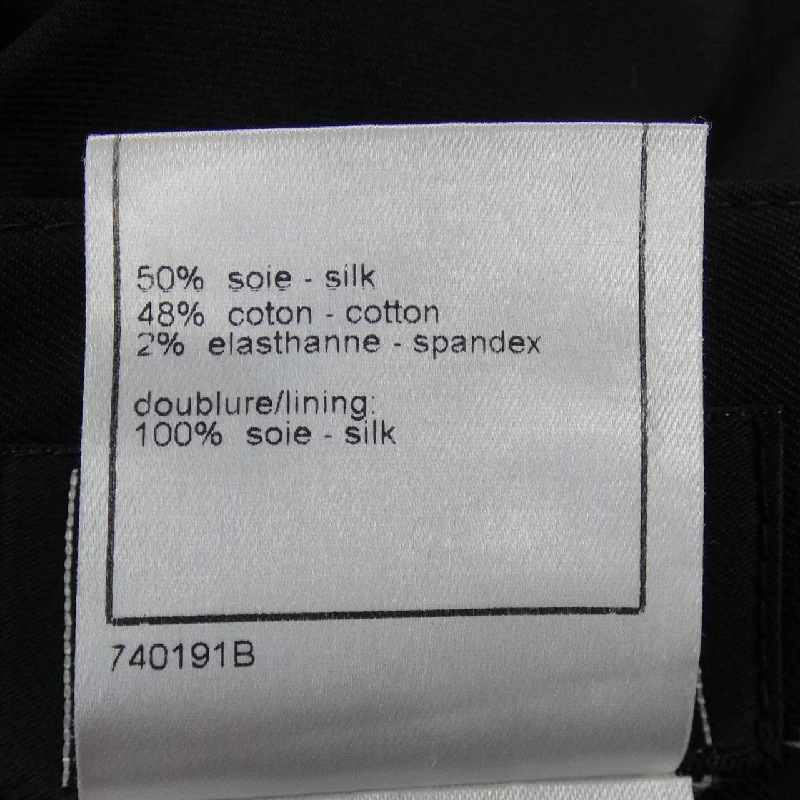 50% soie - silk
48% coton - cotton
2% elasthanne - spandex
doublure/lining:
100% soie - silk
740191B